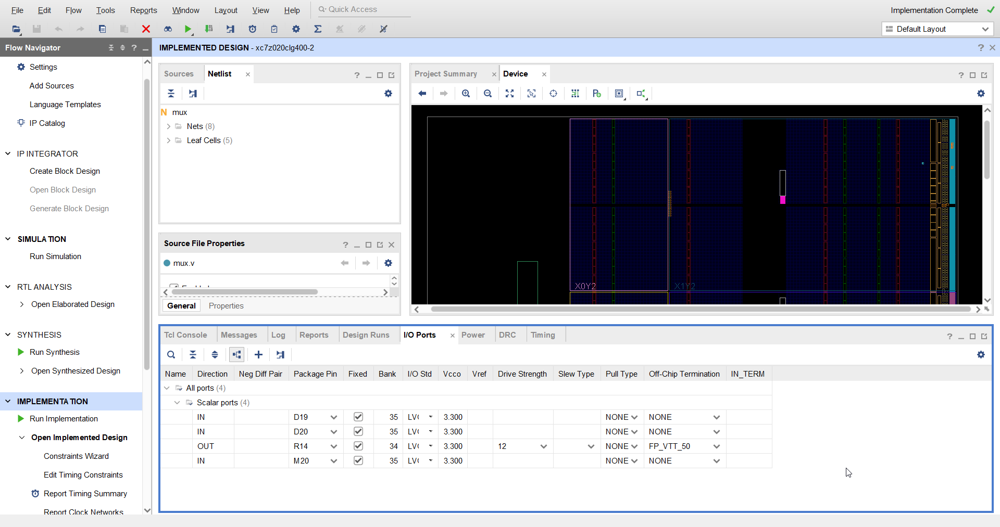 File Edit Flow Tools Reports Window Layout View Help Quick Access Implementation Complete
Default Layout
Flow Navigator
IMPLEMENTED DESIGN - xc7z020clg400-2
Settings
Add Sources
Language Templates
IP Catalog
IP INTEGRATOR
Create Block Design
Open Block Design
Generate Block Design
SIMULATION
Run Simulation
RTL ANALYSIS
Open Elaborated Design
SYNTHESIS
Run Synthesis
Open Synthesized Design
IMPLEMENTATION
Run Implementation
Open Implemented Design
Constraints Wizard
Edit Timing Constraints
Report Timing Summary
Report Clock Networks
Sources Netlist
N mux
Nets (8)
Leaf Cells (5)
Source File Properties
mux.v
General Properties
Project Summary Device
X0Y2 X1Y2
Tcl Console Messages Log Reports Design Runs I/O Ports Power DRC Timing
Name Direction Neg Diff Pair Package Pin Fixed Bank I/O Std Vcco Vref Drive Strength Slew Type Pull Type Off-Chip Termination IN_TERM
All ports (4)
Scalar ports (4)
IN D19 35 LVC 3.300 NONE NONE
IN D20 35 LVC 3.300 NONE NONE
OUT R14 34 LVC 3.300 12 NONE FP_VTT_50
IN M20 35 LVC 3.300 NONE NONE